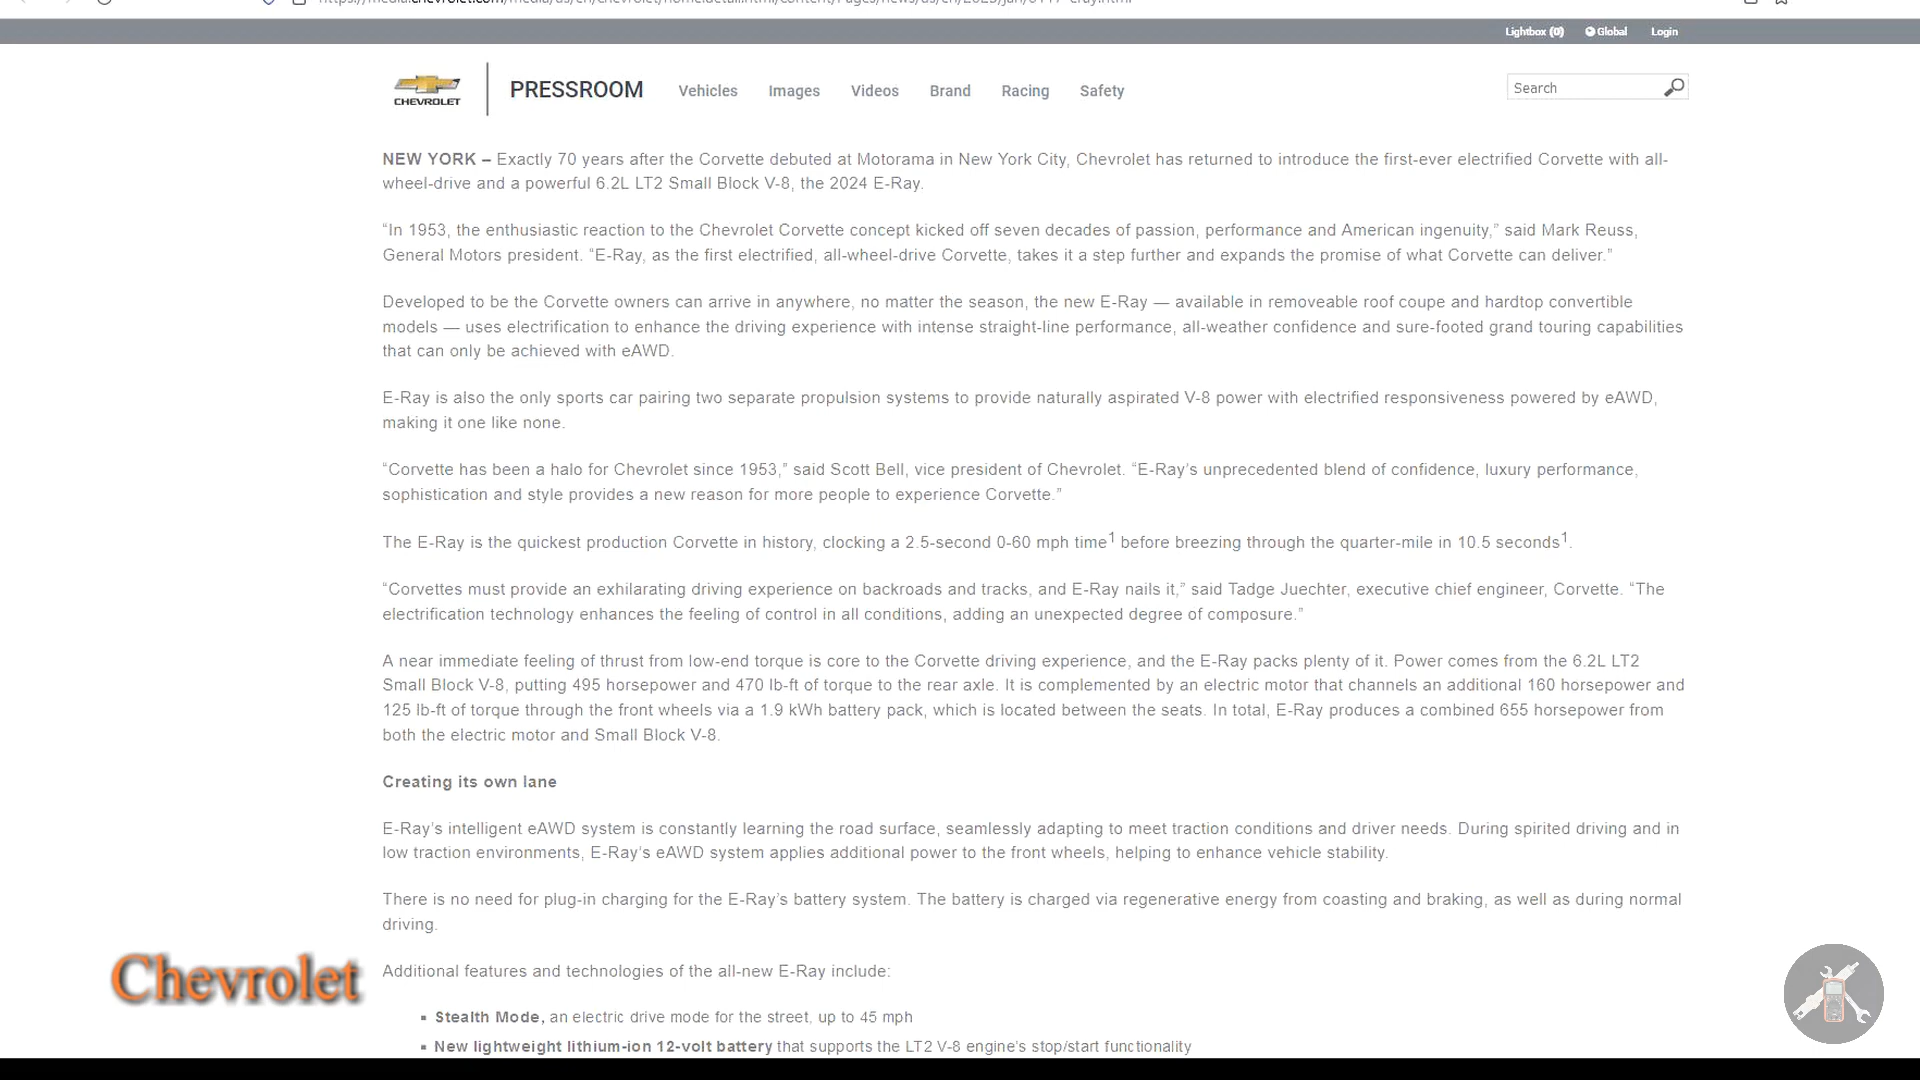 Lightbox (0) Global Login
CHEVROLET
PRESSROOM Vehicles Images Videos Brand Racing Safety
Search
NEW YORK – Exactly 70 years after the Corvette debuted at Motorama in New York City, Chevrolet has returned to introduce the first-ever electrified Corvette with all-
wheel-drive and a powerful 6.2L LT2 Small Block V-8, the 2024 E-Ray.
“In 1953, the enthusiastic reaction to the Chevrolet Corvette concept kicked off seven decades of passion, performance and American ingenuity,” said Mark Reuss,
General Motors president. “E-Ray, as the first electrified, all-wheel-drive Corvette, takes it a step further and expands the promise of what Corvette can deliver.”
Developed to be the Corvette owners can arrive in anywhere, no matter the season, the new E-Ray — available in removeable roof coupe and hardtop convertible
models — uses electrification to enhance the driving experience with intense straight-line performance, all-weather confidence and sure-footed grand touring capabilities
that can only be achieved with eAWD.
E-Ray is also the only sports car pairing two separate propulsion systems to provide naturally aspirated V-8 power with electrified responsiveness powered by eAWD,
making it one like none.
“Corvette has been a halo for Chevrolet since 1953,” said Scott Bell, vice president of Chevrolet. “E-Ray’s unprecedented blend of confidence, luxury performance,
sophistication and style provides a new reason for more people to experience Corvette.”
The E-Ray is the quickest production Corvette in history, clocking a 2.5-second 0-60 mph time1 before breezing through the quarter-mile in 10.5 seconds1.
“Corvettes must provide an exhilarating driving experience on backroads and tracks, and E-Ray nails it,” said Tadge Juechter, executive chief engineer, Corvette. “The
electrification technology enhances the feeling of control in all conditions, adding an unexpected degree of composure.”
A near immediate feeling of thrust from low-end torque is core to the Corvette driving experience, and the E-Ray packs plenty of it. Power comes from the 6.2L LT2
Small Block V-8, putting 495 horsepower and 470 lb-ft of torque to the rear axle. It is complemented by an electric motor that channels an additional 160 horsepower and
125 lb-ft of torque through the front wheels via a 1.9 kWh battery pack, which is located between the seats. In total, E-Ray produces a combined 655 horsepower from
both the electric motor and Small Block V-8.
Creating its own lane
E-Ray’s intelligent eAWD system is constantly learning the road surface, seamlessly adapting to meet traction conditions and driver needs. During spirited driving and in
low traction environments, E-Ray’s eAWD system applies additional power to the front wheels, helping to enhance vehicle stability.
There is no need for plug-in charging for the E-Ray’s battery system. The battery is charged via regenerative energy from coasting and braking, as well as during normal
driving.
Chevrolet
Additional features and technologies of the all-new E-Ray include:
▪ Stealth Mode, an electric drive mode for the street, up to 45 mph
▪ New lightweight lithium-ion 12-volt battery that supports the LT2 V-8 engine’s stop/start functionality